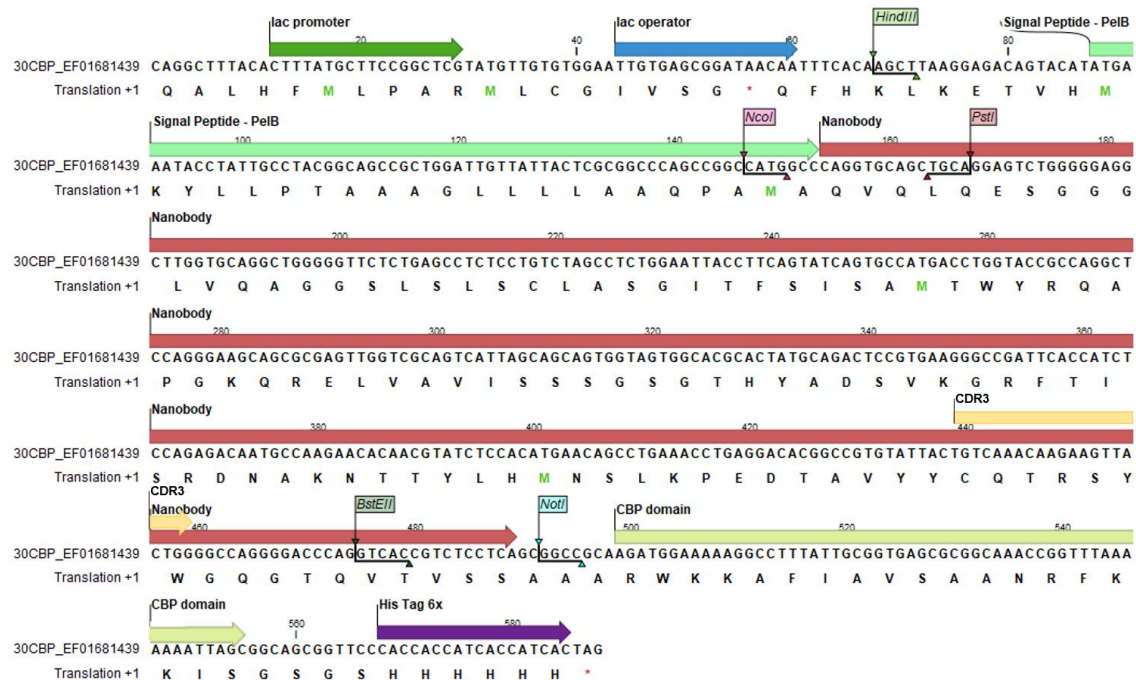 lac promoter lac operator HindIII Signal Peptide - PelB
20 40 60 80
30CBP_EF01681439 CAGGCTTTACACTTTATGCTTCCGGCTCGTATGTTGTGTGGAATTGTGAGCGGATAACAATTTCACAAGCTTAAGGAGACAGTACATATGA
Translation +1 Q A L H F M L P A R M L C G I V S G * Q F H K L K E T V H M
Signal Peptide - PelB NcoI Nanobody PstI
100 120 140 160 180
30CBP_EF01681439 AATACCTATTGCCTACGGCAGCCGCTGGATTGTTATTACTCGCGGCCCAGCCGGCCATGGCCCAGGTGCAGCTGCAGGAGTCTGGGGGAGG
Translation +1 K Y L L P T A A A G L L L L A A Q P A M A Q V Q L Q E S G G G
Nanobody
200 220 240 260
30CBP_EF01681439 CTTGGTGCAGGCTGGGGGTTCTCTGAGCCTCTCCTGTCTAGCCTCTGGAATTACCTTCAGTATCAGTGCCATGACCTGGTACCGCCAGGCT
Translation +1 L V Q A G G S L S L S C L A S G I T F S I S A M T W Y R Q A
Nanobody
280 300 320 340 360
30CBP_EF01681439 CCAGGGAAGCAGCGCGAGTTGGTCGCAGTCATTAGCAGCAGTGGTAGTGGCACGCACTATGCAGACTCCGTGAAGGGCCGATTCACCATCT
Translation +1 P G K Q R E L V A V I S S S G S G T H Y A D S V K G R F T I
Nanobody CDR3
380 400 420 440
30CBP_EF01681439 CCAGAGACAATGCCAAGAACACAACGTATCTCCACATGAACAGCCTGAAACCTGAGGACACGGCCGTGTATTACTGTCAAACAAGAAGTTA
Translation +1 S R D N A K N T T Y L H M N S L K P E D T A V Y Y C Q T R S Y
CDR3
Nanobody BstEII NotI CBP domain
460 480 500 520 540
30CBP_EF01681439 CTGGGGCCAGGGGACCCAGGTCACCGTCTCCTCAGCGGCCGCAAGATGGAAAAAGGCCTTTATTGCGGTGAGCGCGGCAAACCGGTTTAAA
Translation +1 W G Q G T Q V T V S S A A A R W K K A F I A V S A A N R F K
CBP domain His Tag 6x
560 580
30CBP_EF01681439 AAAATTAGCGGCAGCGGTTCCCACCACCATCACCATCACTAG
Translation +1 K I S G S G S H H H H H H *